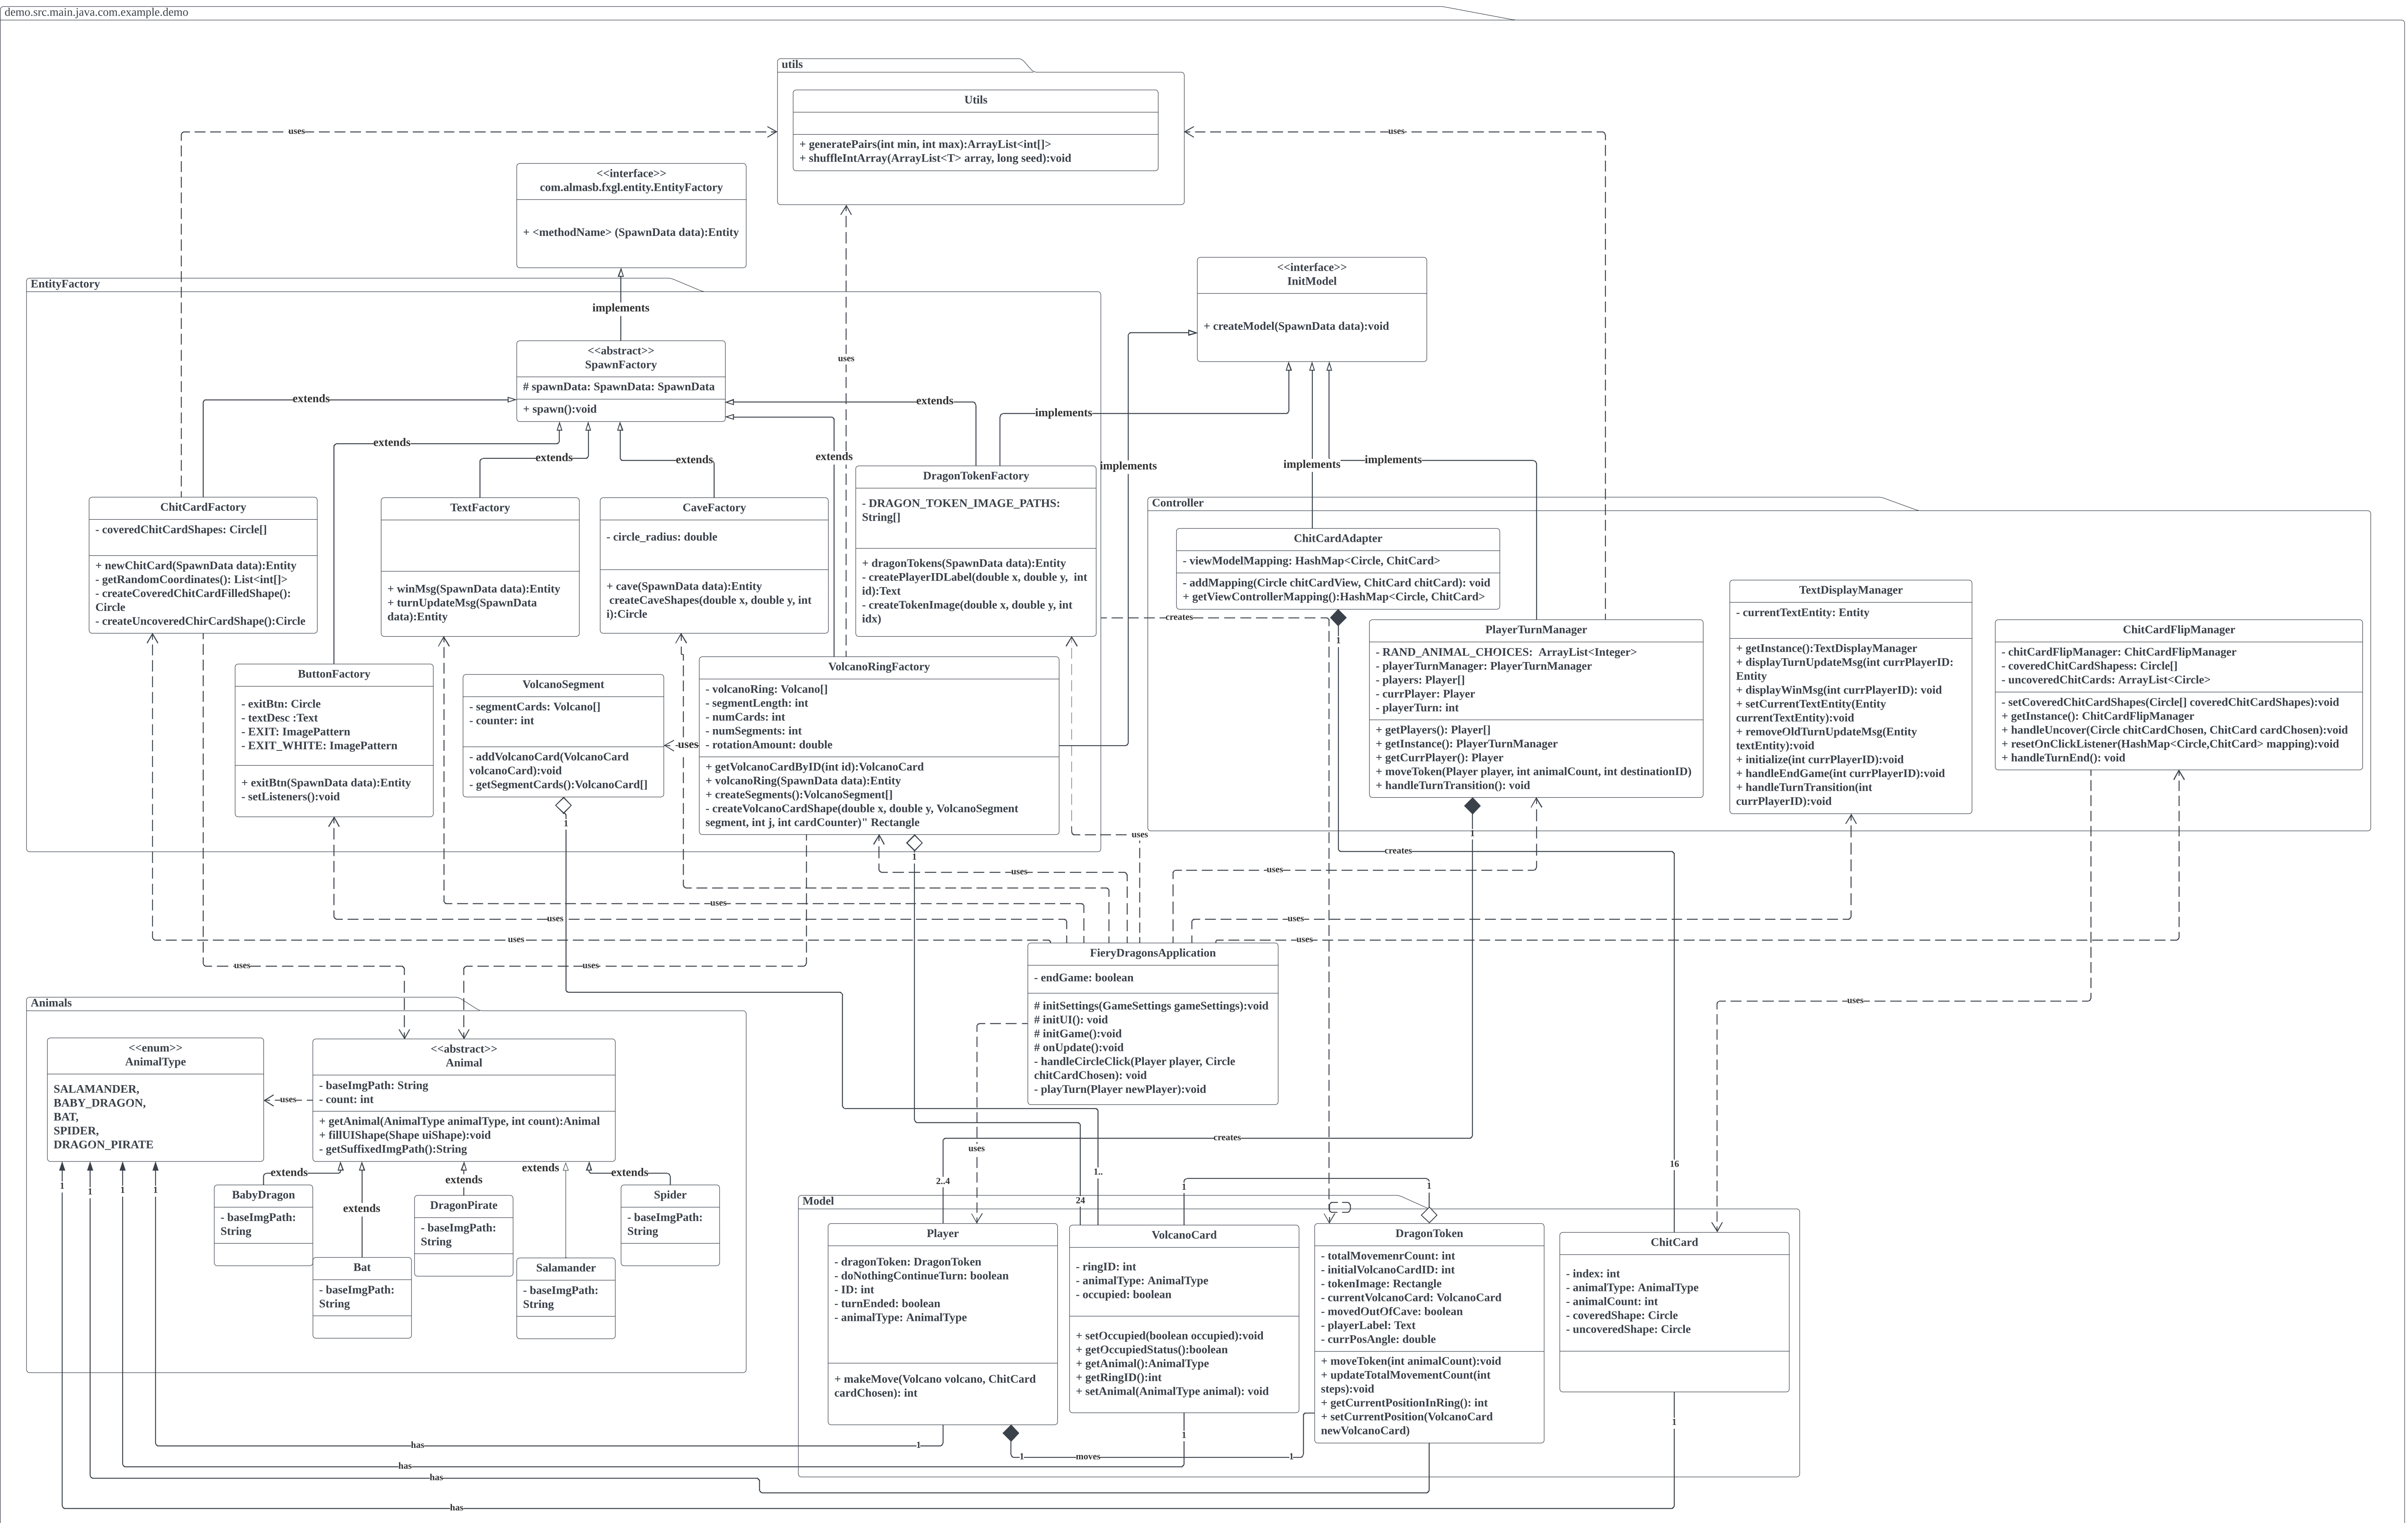 demo.src.main.java.com.example.demo
utils
Utils
+ generatePairs(int min, int max):ArrayList<int[]>
+ shuffleIntArray(ArrayList<T> array, long seed):void
uses
uses
<<interface>>
com.almasb.fxgl.entity.EntityFactory
+ <methodName> (SpawnData data):Entity
<<interface>>
InitModel
+ createModel(SpawnData data):void
EntityFactory
implements
uses
<<abstract>>
SpawnFactory
# spawnData: SpawnData: SpawnData
+ spawn():void
extends
extends
extends
extends
extends
extends
implements
implements
implements
implements
ChitCardFactory
- coveredChitCardShapes: Circle[]
+ newChitCard(SpawnData data):Entity
- getRandomCoordinates(): List<int[]>
- createCoveredChitCardFilledShape():
Circle
- createUncoveredChirCardShape():Circle
TextFactory
+ winMsg(SpawnData data):Entity
+ turnUpdateMsg(SpawnData
data):Entity
CaveFactory
- circle_radius: double
+ cave(SpawnData data):Entity
createCaveShapes(double x, double y, int
i):Circle
DragonTokenFactory
- DRAGON_TOKEN_IMAGE_PATHS:
String[]
+ dragonTokens(SpawnData data):Entity
- createPlayerIDLabel(double x, double y,  int
id):Text
- createTokenImage(double x, double y, int
idx)
ButtonFactory
- exitBtn: Circle
- textDesc :Text
- EXIT: ImagePattern
- EXIT_WHITE: ImagePattern
+ exitBtn(SpawnData data):Entity
- setListeners():void
VolcanoSegment
- segmentCards: Volcano[]
- counter: int
- addVolcanoCard(VolcanoCard
volcanoCard):void
- getSegmentCards():VolcanoCard[]
uses
VolcanoRingFactory
- volcanoRing: Volcano[]
- segmentLength: int
- numCards: int
- numSegments: int
- rotationAmount: double
+ getVolcanoCardByID(int id):VolcanoCard
+ volcanoRing(SpawnData data):Entity
+ createSegments():VolcanoSegment[]
- createVolcanoCardShape(double x, double y, VolcanoSegment
segment, int j, int cardCounter)" Rectangle
Controller
ChitCardAdapter
- viewModelMapping: HashMap<Circle, ChitCard>
- addMapping(Circle chitCardView, ChitCard chitCard): void
+ getViewControllerMapping():HashMap<Circle, ChitCard>
creates
1
PlayerTurnManager
- RAND_ANIMAL_CHOICES:  ArrayList<Integer>
- playerTurnManager: PlayerTurnManager
- players: Player[]
- currPlayer: Player
- playerTurn: int
+ getPlayers(): Player[]
+ getInstance(): PlayerTurnManager
+ getCurrPlayer(): Player
+ moveToken(Player player, int animalCount, int destinationID)
+ handleTurnTransition(): void
TextDisplayManager
- currentTextEntity: Entity
+ getInstance():TextDisplayManager
+ displayTurnUpdateMsg(int currPlayerID:
Entity
+ displayWinMsg(int currPlayerID): void
+ setCurrentTextEntity(Entity
currentTextEntity):void
+ removeOldTurnUpdateMsg(Entity
textEntity):void
+ initialize(int currPlayerID):void
+ handleEndGame(int currPlayerID):void
+ handleTurnTransition(int
currPlayerID):void
ChitCardFlipManager
- chitCardFlipManager: ChitCardFlipManager
- coveredChitCardShapess: Circle[]
- uncoveredChitCards: ArrayList<Circle>
- setCoveredChitCardShapes(Circle[] coveredChitCardShapes):void
+ getInstance(): ChitCardFlipManager
+ handleUncover(Circle chitCardChosen, ChitCard cardChosen):void
+ resetOnClickListener(HashMap<Circle,ChitCard> mapping):void
+ handleTurnEnd(): void
1
1
1
uses
creates
uses
uses
uses
uses
uses
uses
uses
uses
uses
uses
FieryDragonsApplication
- endGame: boolean
# initSettings(GameSettings gameSettings):void
# initUI(): void
# initGame():void
# onUpdate():void
- handleCircleClick(Player player, Circle
chitCardChosen): void
- playTurn(Player newPlayer):void
uses
Animals
<<enum>>
AnimalType
SALAMANDER,
BABY_DRAGON,
BAT,
SPIDER,
DRAGON_PIRATE
uses
<<abstract>>
Animal
- baseImgPath: String
- count: int
+ getAnimal(AnimalType animalType, int count):Animal
+ fillUIShape(Shape uiShape):void
- getSuffixedImgPath():String
creates
uses
16
1..
2..4
24
1
1
1
1
1
1
extends
extends
extends
extends
extends
BabyDragon
- baseImgPath:
String
Bat
- baseImgPath:
String
DragonPirate
- baseImgPath:
String
Salamander
- baseImgPath:
String
Spider
- baseImgPath:
String
Model
Player
- dragonToken: DragonToken
- doNothingContinueTurn: boolean
- ID: int
- turnEnded: boolean
- animalType: AnimalType
+ makeMove(Volcano volcano, ChitCard
cardChosen): int
VolcanoCard
- ringID: int
- animalType: AnimalType
- occupied: boolean
+ setOccupied(boolean occupied):void
+ getOccupiedStatus():boolean
+ getAnimal():AnimalType
+ getRingID():int
+ setAnimal(AnimalType animal): void
DragonToken
- totalMovemenrCount: int
- initialVolcanoCardID: int
- tokenImage: Rectangle
- currentVolcanoCard: VolcanoCard
- movedOutOfCave: boolean
- playerLabel: Text
- currPosAngle: double
+ moveToken(int animalCount):void
+ updateTotalMovementCount(int
steps):void
+ getCurrentPositionInRing(): int
+ setCurrentPosition(VolcanoCard
newVolcanoCard)
ChitCard
- index: int
- animalType: AnimalType
- animalCount: int
- coveredShape: Circle
- uncoveredShape: Circle
1
1
has
1
1
moves
1
has
has
has